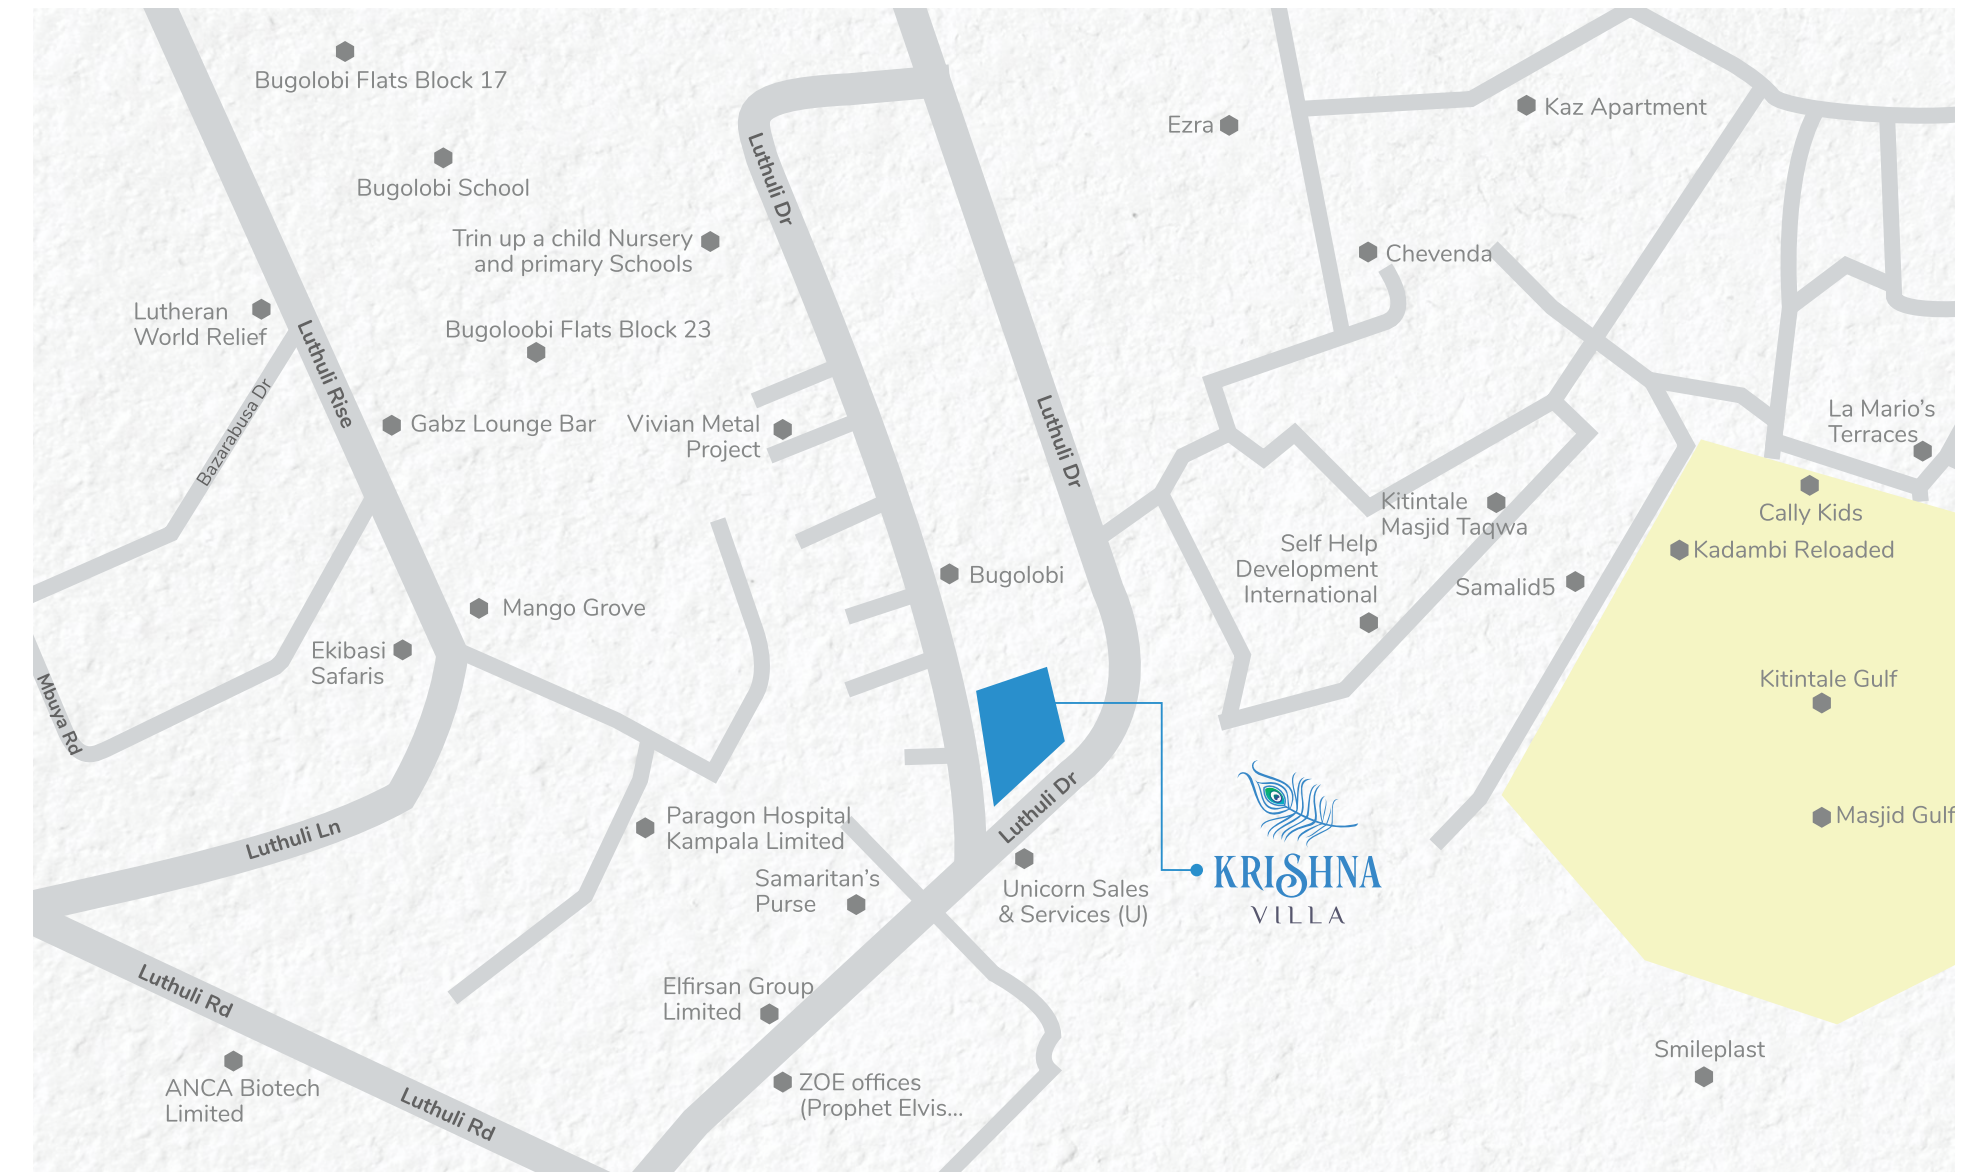 Bugolobi Flats Block 17
Kaz Apartment
Ezra
Luthuli Dr
Bugolobi School
Trin up a child Nursery
and primary Schools
Chevenda
Lutheran
World Relief
Luthuli Rise
Bugoloobi Flats Block 23
Bazarabusa Dr
Gabz Lounge Bar
Vivian Metal
Project
Luthuli Dr
La Mario's
Terraces
Kitintale
Masjid Taqwa
Cally Kids
Self Help
Development
International
Kadambi Reloaded
Bugolobi
Samalid5
Mango Grove
Ekibasi
Safaris
Mbuya Rd
Kitintale Gulf
Luthuli Dr
Luthuli Ln
Paragon Hospital
Kampala Limited
Masjid Gulf
KRISHNA
VILLA
Samaritan's
Purse
Unicorn Sales
& Services (U)
Luthuli Rd
Elfirsan Group
Limited
Smileplast
ANCA Biotech
Limited
Luthuli Rd
ZOE offices
(Prophet Elvis...